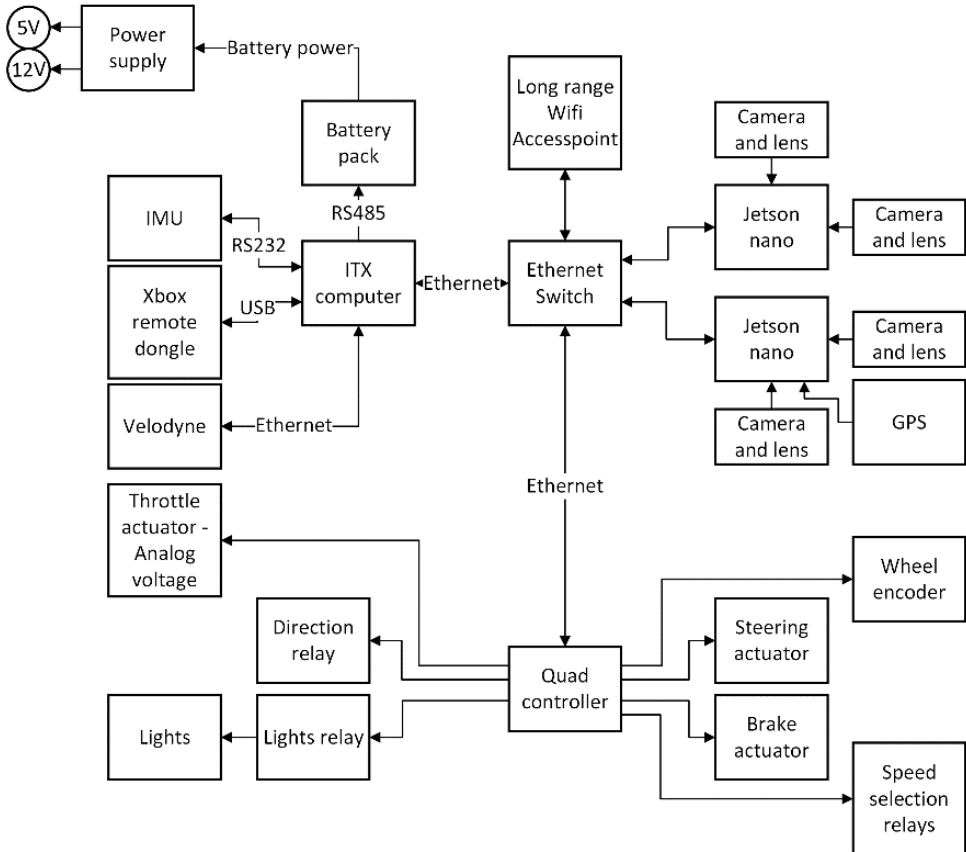 5V
12V
Power
supply
Battery power
Battery
pack
Long range
Wifi
Accesspoint
Camera
and lens
IMU
RS232
RS485
Jetson
nano
Camera
and lens
Xbox
remote
dongle
USB
ITX
computer
Ethernet
Ethernet
Switch
Jetson
nano
Camera
and lens
Velodyne
Ethernet
Camera
and lens
GPS
Throttle
actuator -
Analog
voltage
Ethernet
Wheel
encoder
Direction
relay
Steering
actuator
Quad
controller
Lights
Lights relay
Brake
actuator
Speed
selection
relays